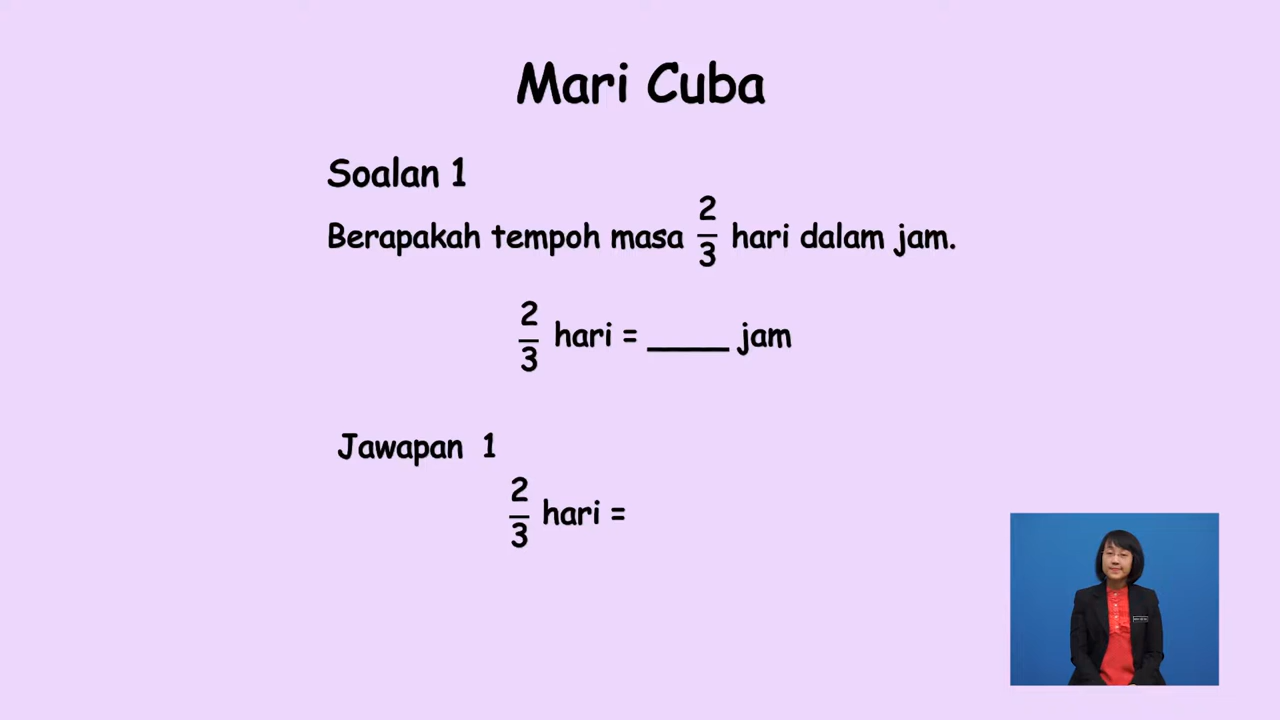 Mari Cuba
Soalan 1
Berapakah tempoh masa 2/3 hari dalam jam.
2/3 hari = ____ jam
Jawapan 1
2/3 hari =